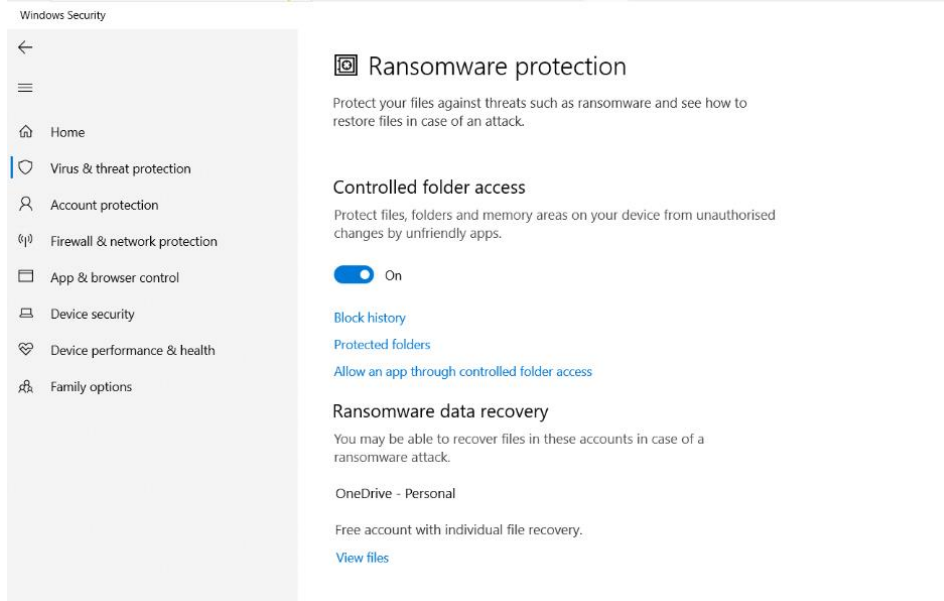 Windows Security
Home
Virus & threat protection
Account protection
Firewall & network protection
App & browser control
Device security
Device performance & health
Family options
Ransomware protection
Protect your files against threats such as ransomware and see how to
restore files in case of an attack.
Controlled folder access
Protect files, folders and memory areas on your device from unauthorised
changes by unfriendly apps.
On
Block history
Protected folders
Allow an app through controlled folder access
Ransomware data recovery
You may be able to recover files in these accounts in case of a
ransomware attack.
OneDrive - Personal
Free account with individual file recovery.
View files